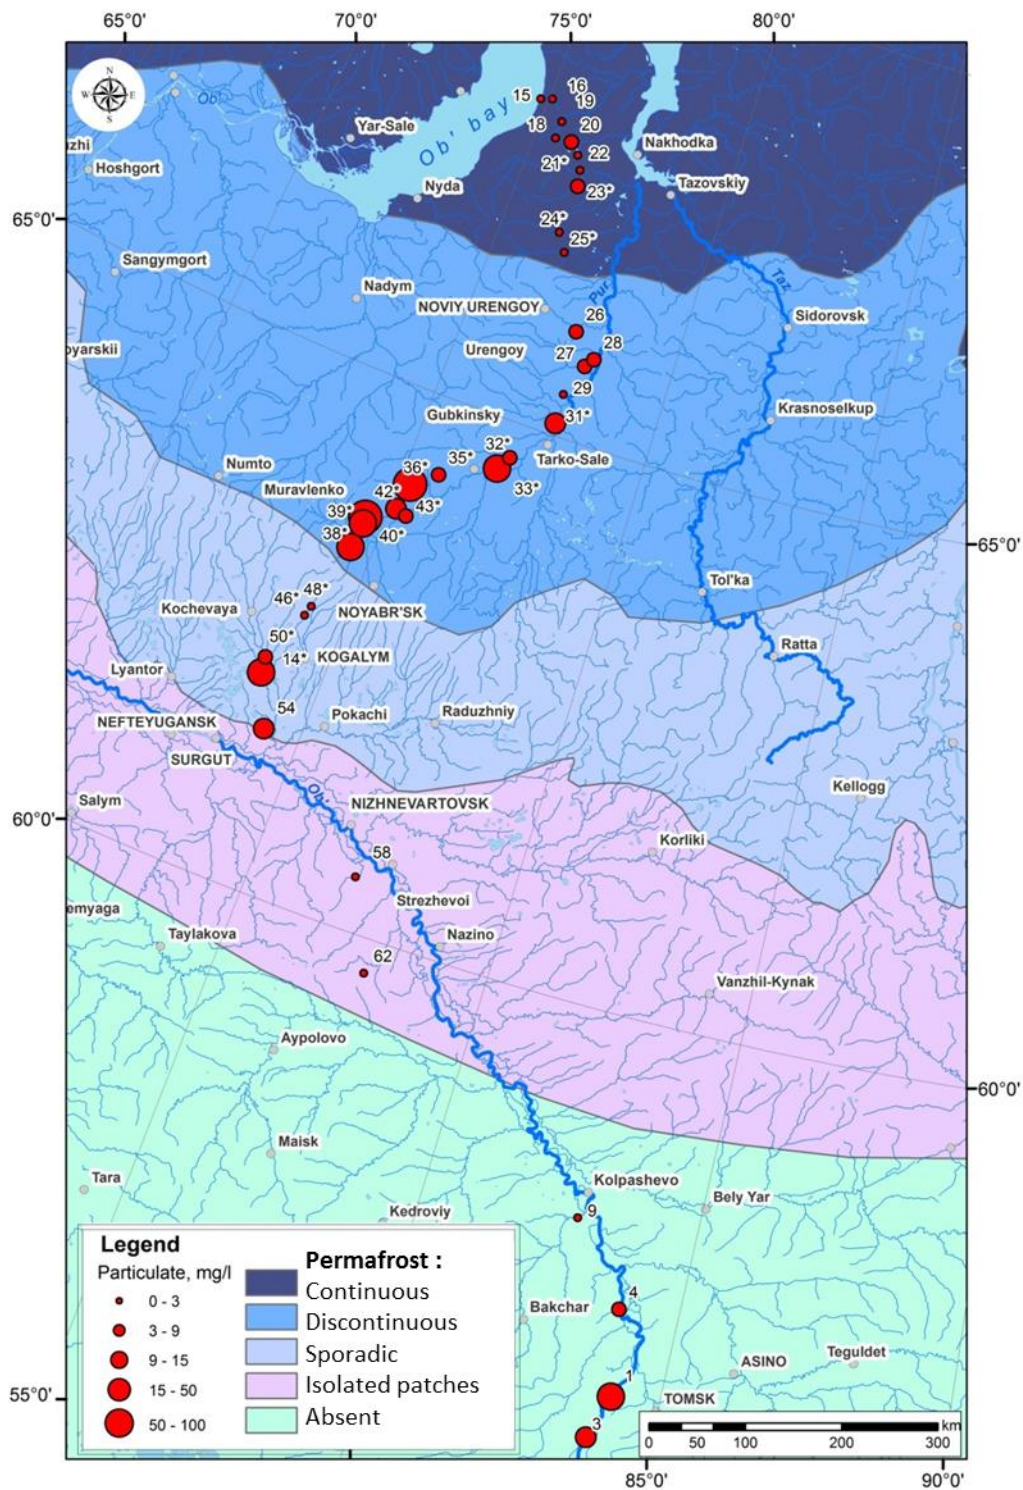 65°0'
70°0'
75°0'
80°0'
N
W
E
S
Ob'
Ob' bay
15
16
19
18
20
21*
22
23*
24*
25*
Yar-Sale
Nakhodka
zhi
Hoshgort
Nyda
Tazovskiy
65°0'
Sangymgort
Nadym
NOVIY URENGOY
Pur
Taz
Sidorovsk
26
28
27
Urengoy
oyarskii
29
Gubkinsky
31*
Krasnoselkup
32*
35*
Tarko-Sale
Numto
36*
33*
Muravlenko
42*
43*
39*
40*
38*
65°0'
Tol'ka
48*
46*
Kochevaya
NOYABR'SK
50*
14*
KOGALYM
Ratta
Lyantor
54
Pokachi
Raduzhniy
NEFTEYUGANSK
SURGUT
Ob'
Kellogg
Salym
NIZHNEVARTOVSK
60°0'
Korliki
58
Strezhevoi
emyaga
Taylakova
Nazino
62
Vanzhil-Kynak
Aypolovo
60°0'
Maisk
Tara
Kolpashevo
Bely Yar
Kedroviy
9
4
Bakchar
Teguldet
ASINO
1
TOMSK
3
55°0'
Legend
Particulate, mg/l
0 - 3
3 - 9
9 - 15
15 - 50
50 - 100
Permafrost :
Continuous
Discontinuous
Sporadic
Isolated patches
Absent
km
0 50 100 200 300
85°0'
90°0'